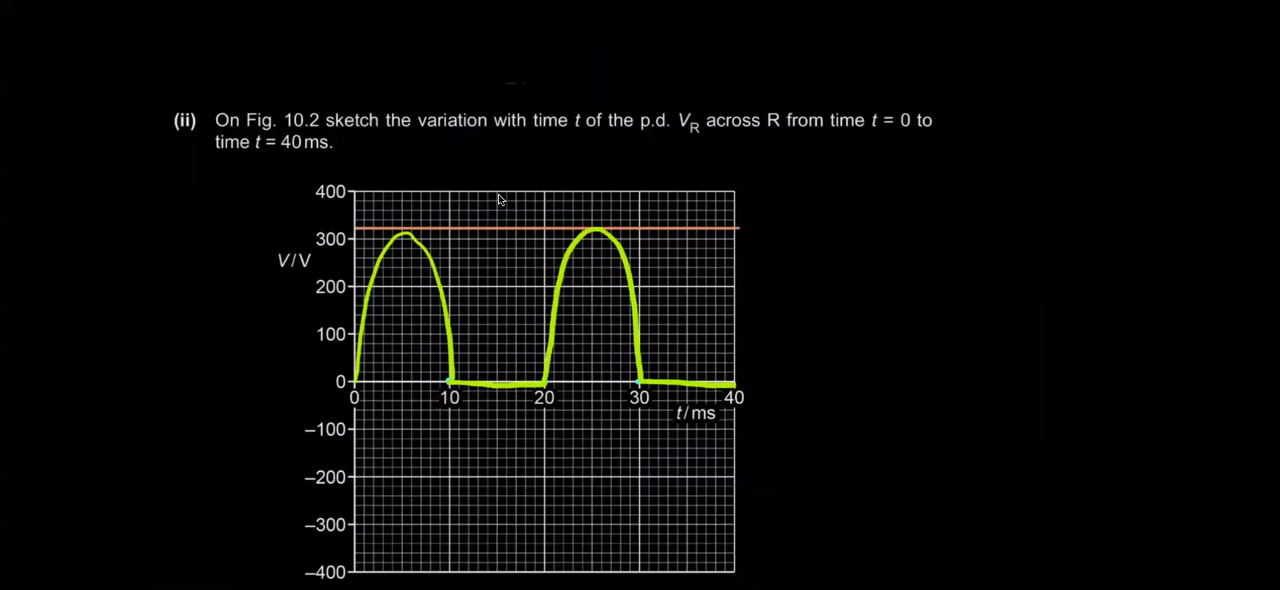 (ii) On Fig. 10.2 sketch the variation with time t of the p.d. VR across R from time t = 0 to
time t = 40 ms.
400
300
V/V
200
100
0
0 10 20 30 40
t/ms
–100
–200
–300
–400